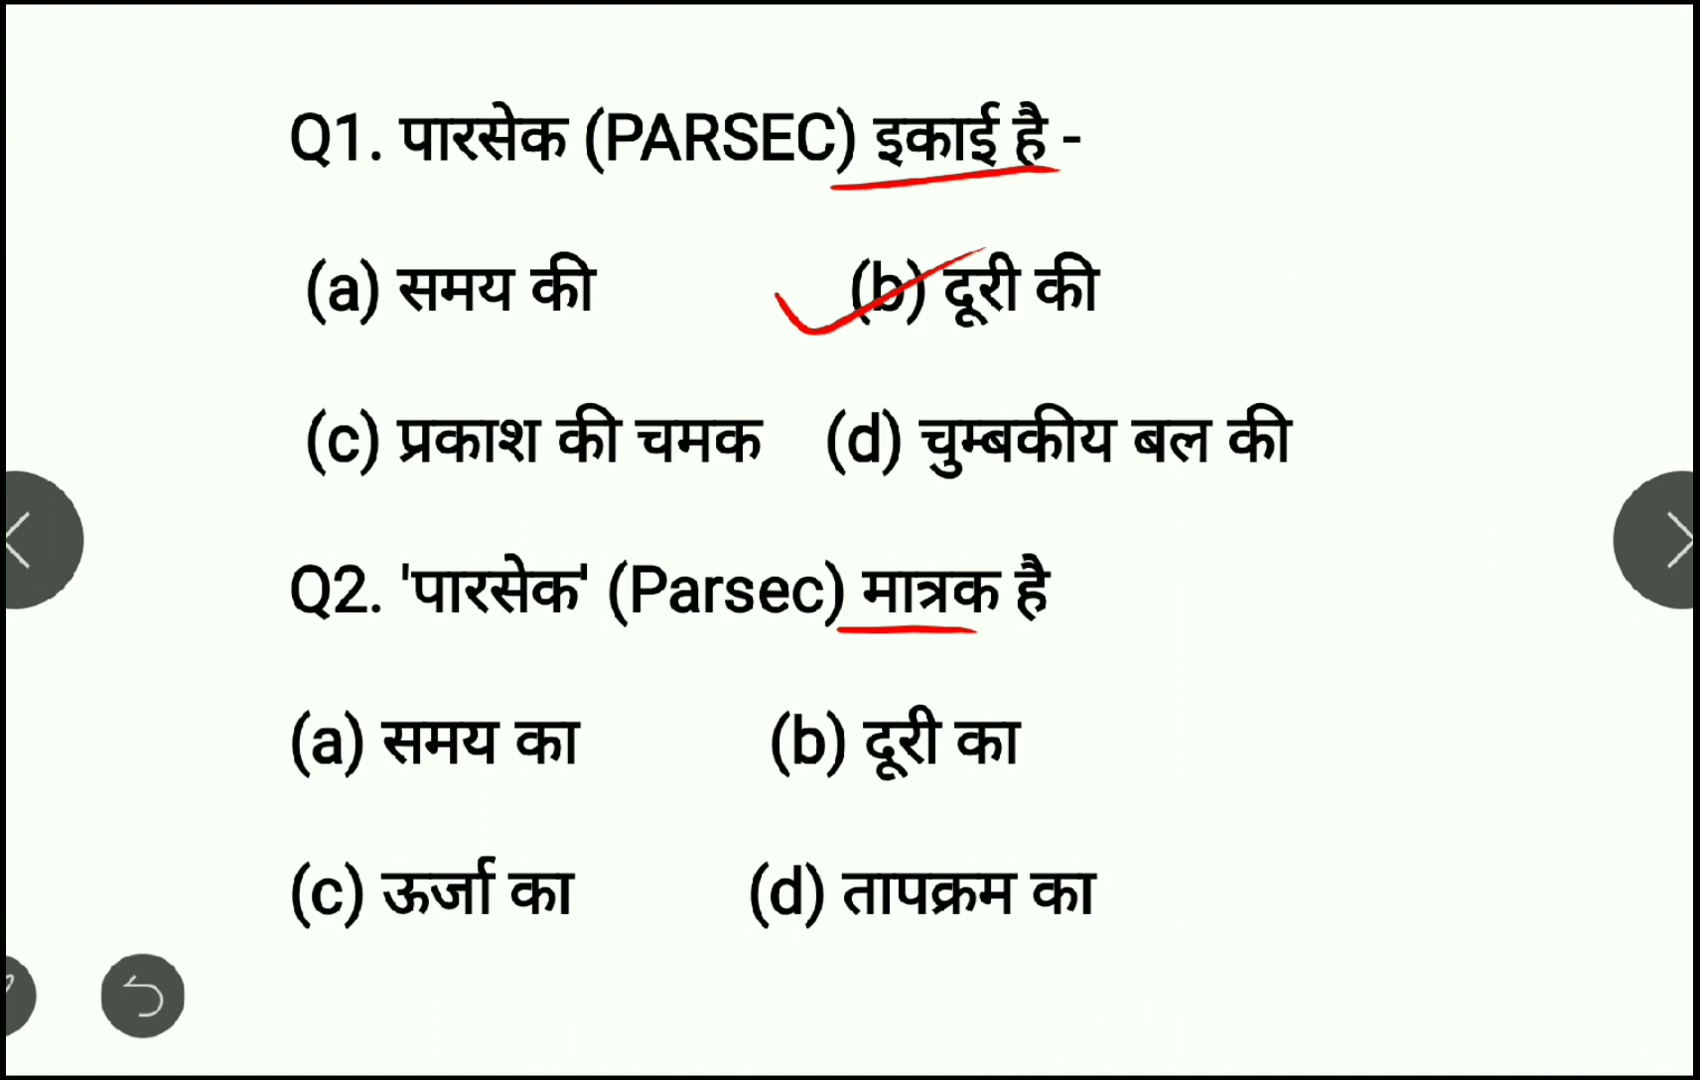 Q1. पारसेक (PARSEC) इकाई है -
(a) समय की (b) दूरी की
(c) प्रकाश की चमक (d) चुम्बकीय बल की
Q2. 'पारसेक' (Parsec) मात्रक है
(a) समय का (b) दूरी का
(c) ऊर्जा का (d) तापक्रम का